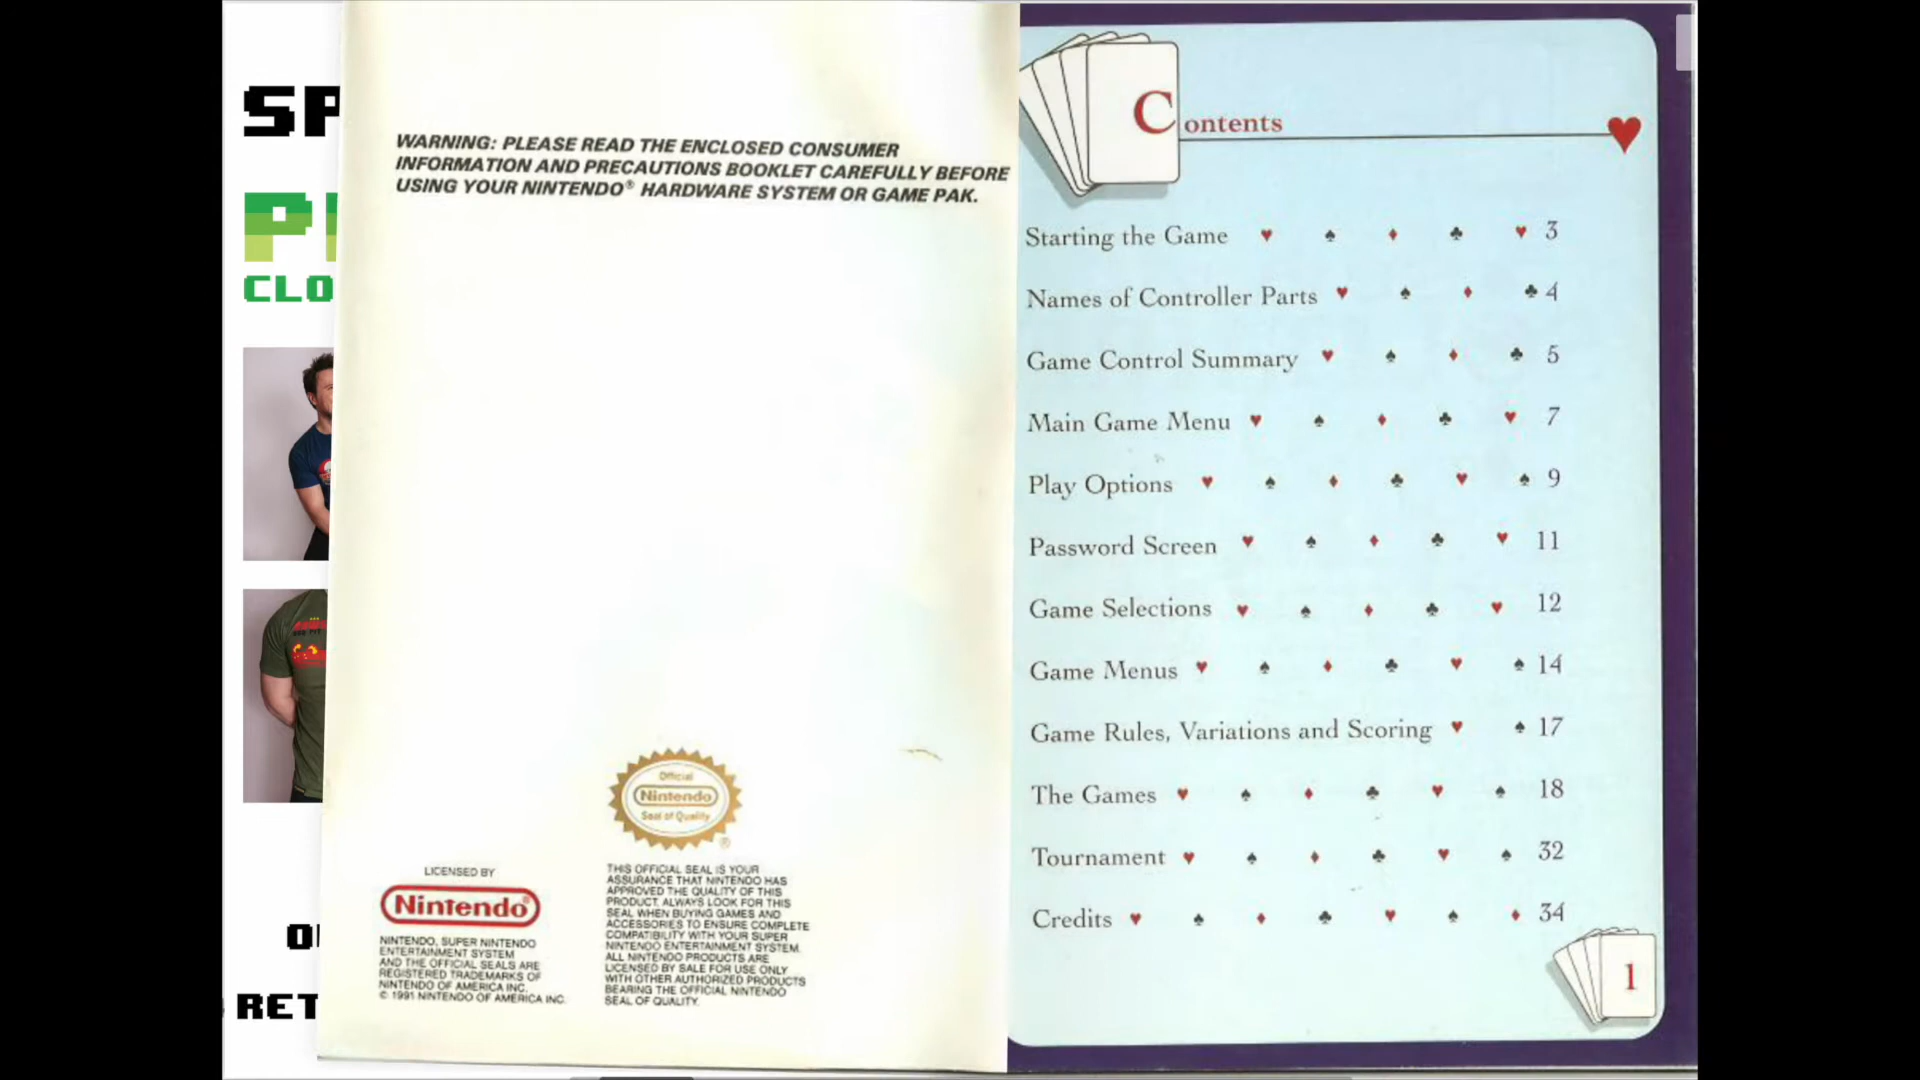 SP
PI
CLO
RET
WARNING: PLEASE READ THE ENCLOSED CONSUMER
INFORMATION AND PRECAUTIONS BOOKLET CAREFULLY BEFORE
USING YOUR NINTENDO® HARDWARE SYSTEM OR GAME PAK.
Official
Nintendo
Seal of Quality
®
LICENSED BY
Nintendo®
NINTENDO, SUPER NINTENDO
ENTERTAINMENT SYSTEM
AND THE OFFICIAL SEALS ARE
REGISTERED TRADEMARKS OF
NINTENDO OF AMERICA INC.
© 1991 NINTENDO OF AMERICA INC.
THIS OFFICIAL SEAL IS YOUR
ASSURANCE THAT NINTENDO HAS
APPROVED THE QUALITY OF THIS
PRODUCT. ALWAYS LOOK FOR THIS
SEAL WHEN BUYING GAMES AND
ACCESSORIES TO ENSURE COMPLETE
COMPATIBILITY WITH YOUR SUPER
NINTENDO ENTERTAINMENT SYSTEM.
ALL NINTENDO PRODUCTS ARE
LICENSED BY SALE FOR USE ONLY
WITH OTHER AUTHORIZED PRODUCTS
BEARING THE OFFICIAL NINTENDO
SEAL OF QUALITY.
Contents
Starting the Game ♥ ♠ ♦ ♣ ♥ 3
Names of Controller Parts ♥ ♠ ♦ ♣ 4
Game Control Summary ♥ ♠ ♦ ♣ 5
Main Game Menu ♥ ♠ ♦ ♣ ♥ 7
Play Options ♥ ♠ ♦ ♣ ♥ ♠ 9
Password Screen ♥ ♠ ♦ ♣ ♥ 11
Game Selections ♥ ♠ ♦ ♣ ♥ 12
Game Menus ♥ ♠ ♦ ♣ ♥ ♠ 14
Game Rules, Variations and Scoring ♥ ♠ 17
The Games ♥ ♠ ♦ ♣ ♥ ♠ 18
Tournament ♥ ♠ ♦ ♣ ♥ ♠ 32
Credits ♥ ♠ ♦ ♣ ♥ ♠ ♦ 34
1